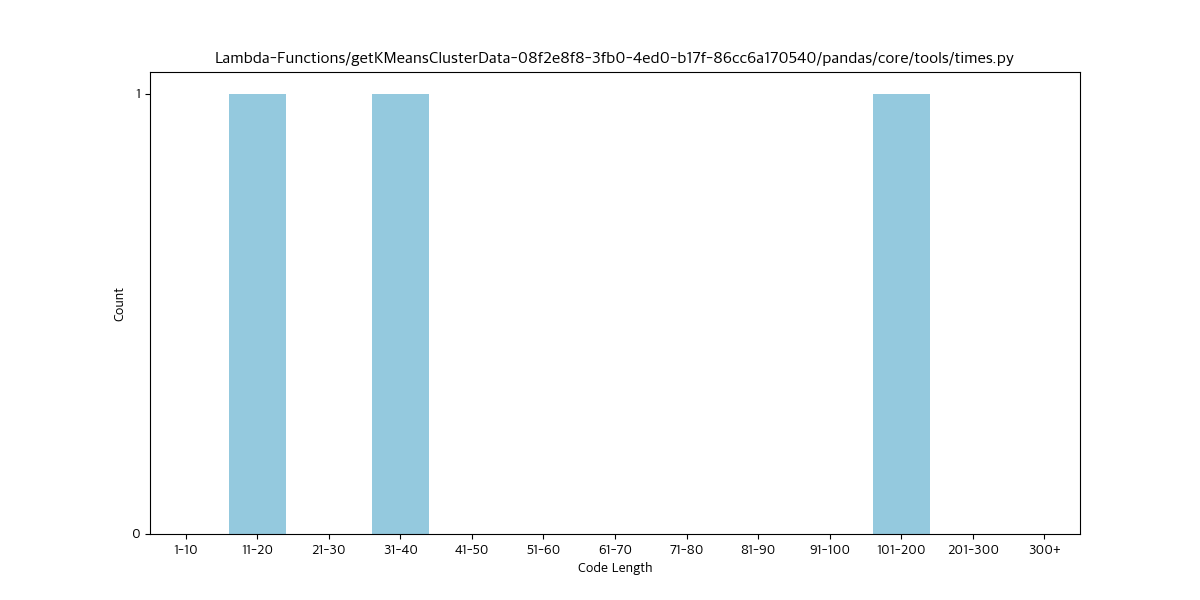 Lambda-Functions/getKMeansClusterData-08f2e8f8-3fb0-4ed0-b17f-86cc6a170540/pandas/core/tools/times.py
1
Count
0
1-10 11-20 21-30 31-40 41-50 51-60 61-70 71-80 81-90 91-100 101-200 201-300 300+
Code Length